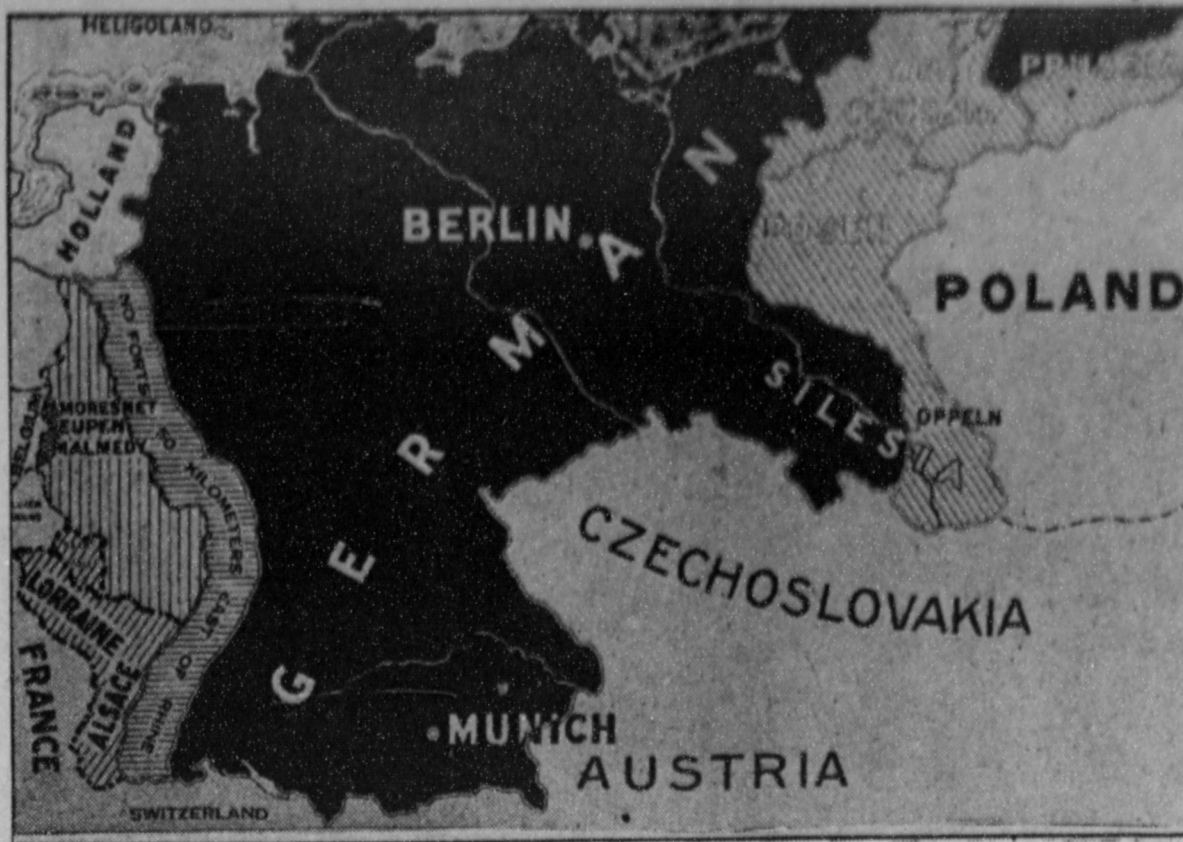 HELIGOLAND
HOLLAND
BERLIN
POLAND
NO FORTS 50 KILOMETERS EAST OF RHINE
MORESNET
EUPEN
MALMEDY
OPPELN
SILESIA
GERMANY
CZECHOSLOVAKIA
LORRAINE
ALSACE
FRANCE
MUNICH
AUSTRIA
SWITZERLAND